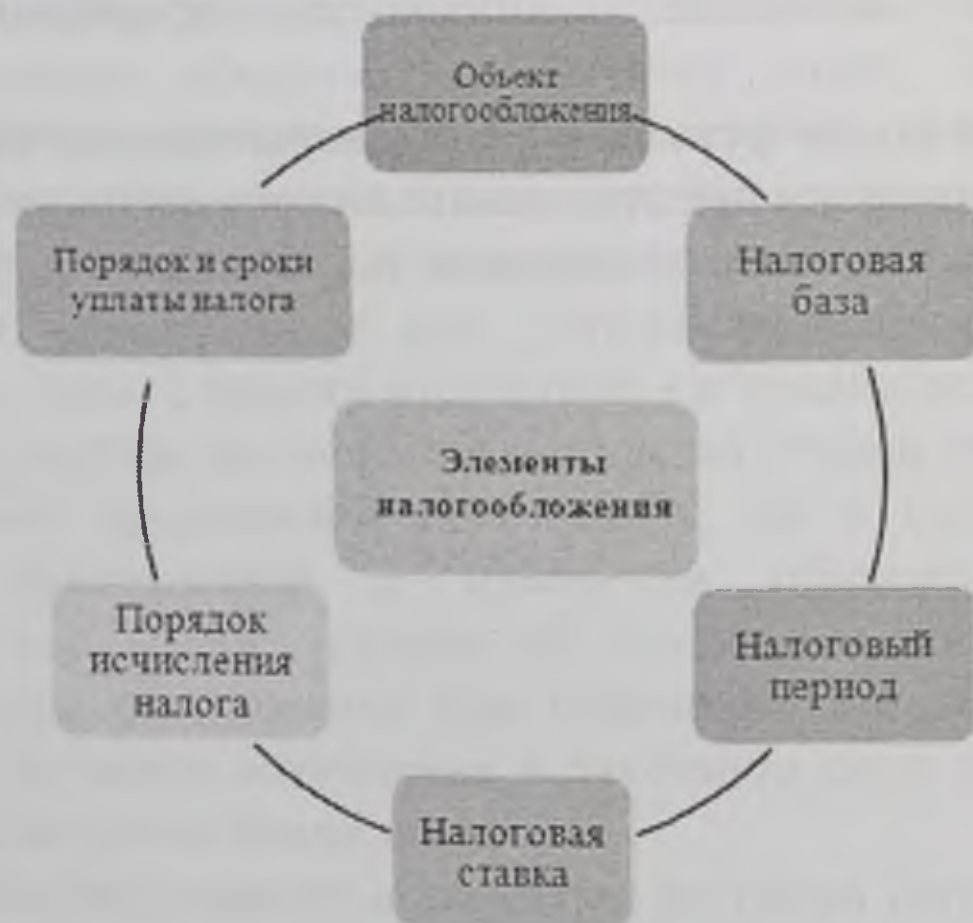 Объект
налогообложения
Порядок и сроки
уплаты налога
Налоговая
база
Элементы
налогообложения
Порядок
исчисления
налога
Налоговый
период
Налоговая
ставка